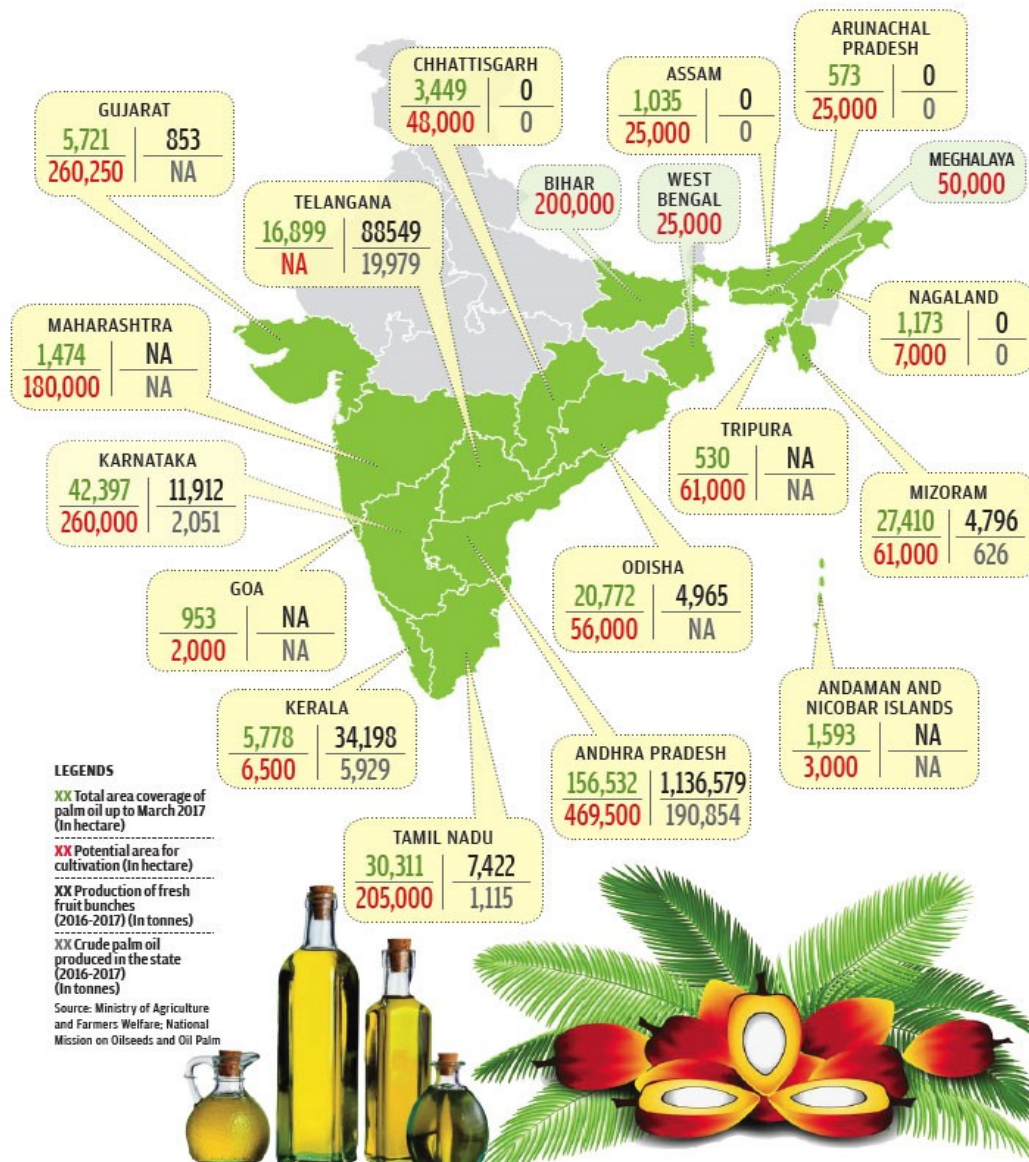 ARUNACHAL
PRADESH
573 0
25,000 0
CHHATTISGARH
3,449 0
48,000 0
ASSAM
1,035 0
25,000 0
GUJARAT
5,721 853
260,250 NA
MEGHALAYA
50,000
BIHAR
200,000
WEST
BENGAL
25,000
TELANGANA
16,899 88549
NA 19,979
NAGALAND
1,173 0
7,000 0
MAHARASHTRA
1,474 NA
180,000 NA
TRIPURA
530 NA
61,000 NA
KARNATAKA
42,397 11,912
260,000 2,051
MIZORAM
27,410 4,796
61,000 626
ODISHA
20,772 4,965
56,000 NA
GOA
953 NA
2,000 NA
ANDAMAN AND
NICOBAR ISLANDS
1,593 NA
3,000 NA
KERALA
5,778 34,198
6,500 5,929
ANDHRA PRADESH
156,532 1,136,579
469,500 190,854
TAMIL NADU
30,311 7,422
205,000 1,115
LEGENDS
XX Total area coverage of
palm oil up to March 2017
(In hectare)
XX Potential area for
cultivation (In hectare)
XX Production of fresh
fruit bunches
(2016-2017) (In tonnes)
XX Crude palm oil
produced in the state
(2016-2017)
(In tonnes)
Source: Ministry of Agriculture
and Farmers Welfare; National
Mission on Oilseeds and Oil Palm